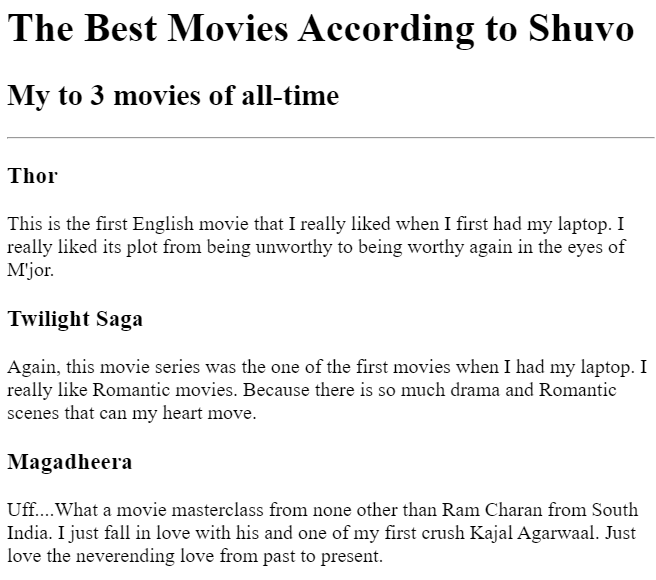 The Best Movies According to Shuvo
My to 3 movies of all-time
Thor
This is the first English movie that I really liked when I first had my laptop. I
really liked its plot from being unworthy to being worthy again in the eyes of
M'jor.
Twilight Saga
Again, this movie series was the one of the first movies when I had my laptop. I
really like Romantic movies. Because there is so much drama and Romantic
scenes that can my heart move.
Magadheera
Uff....What a movie masterclass from none other than Ram Charan from South
India. I just fall in love with his and one of my first crush Kajal Agarwaal. Just
love the neverending love from past to present.